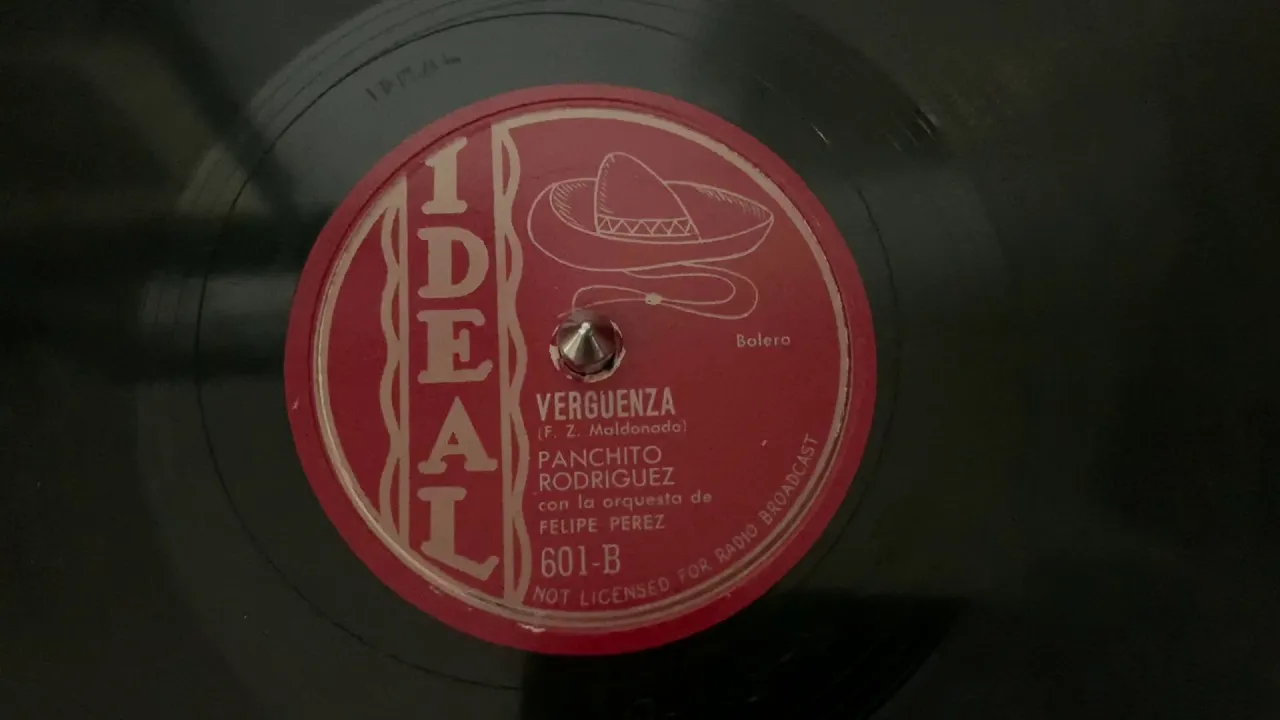 IDEAL
Bolero
VERGUENZA
(F. Z. Maldonado)
PANCHITO
RODRIGUEZ
con la orquesta de
FELIPE PEREZ
601-B
NOT LICENSED FOR RADIO BROADCAST